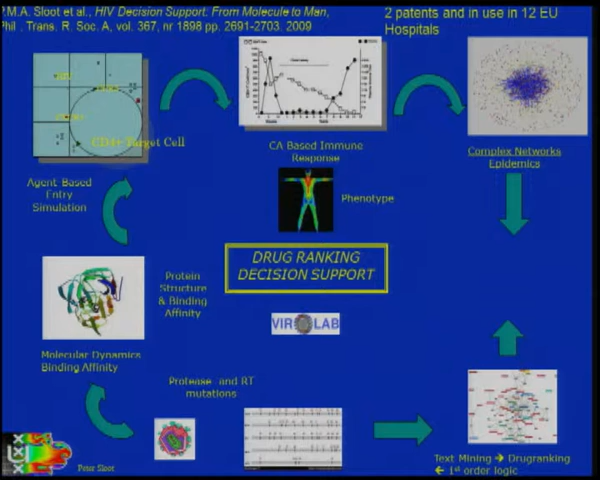 P.M.A. Sloot et al., HIV Decision Support: From Molecule to Man,
Phil . Trans. R. Soc. A, vol. 367, nr 1898 pp. 2691-2703. 2009
2 patents and in use in 12 EU
Hospitals
CD4+ Target Cell
CA Based Immune
Response
Complex Networks
Epidemics
Agent-Based
Entry
Simulation
Phenotype
DRUG RANKING
DECISION SUPPORT
Protein
Structure
& Binding
Affinity
VIROLAB
Molecular Dynamics
Binding Affinity
Protease and RT
mutations
Text Mining → Drugranking
← 1st order logic
Peter Sloot